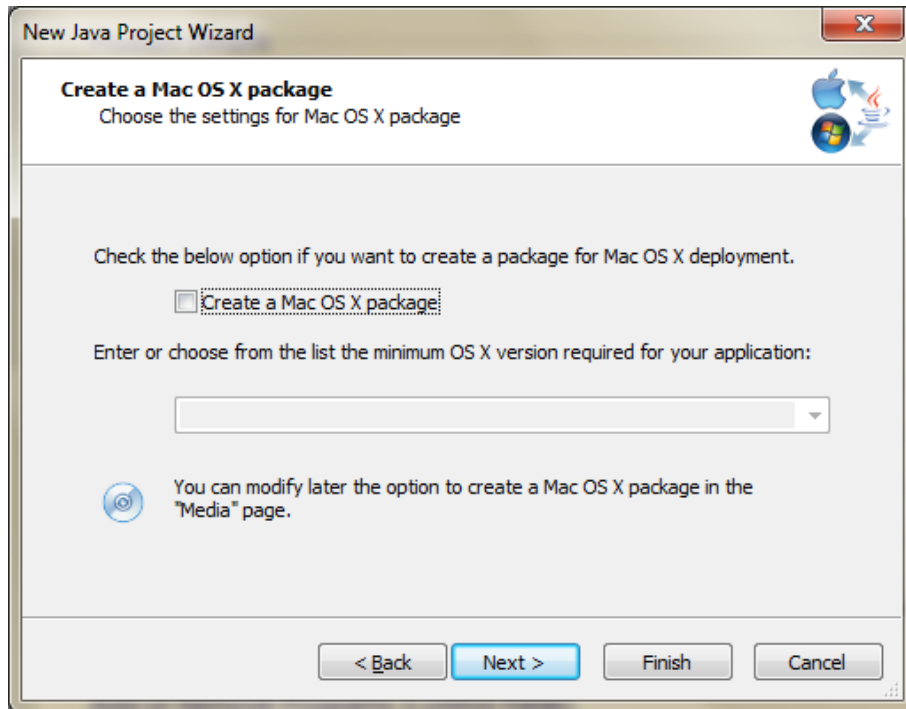 New Java Project Wizard
Create a Mac OS X package
Choose the settings for Mac OS X package
Check the below option if you want to create a package for Mac OS X deployment.
Create a Mac OS X package
Enter or choose from the list the minimum OS X version required for your application:
You can modify later the option to create a Mac OS X package in the
"Media" page.
< Back Next > Finish Cancel